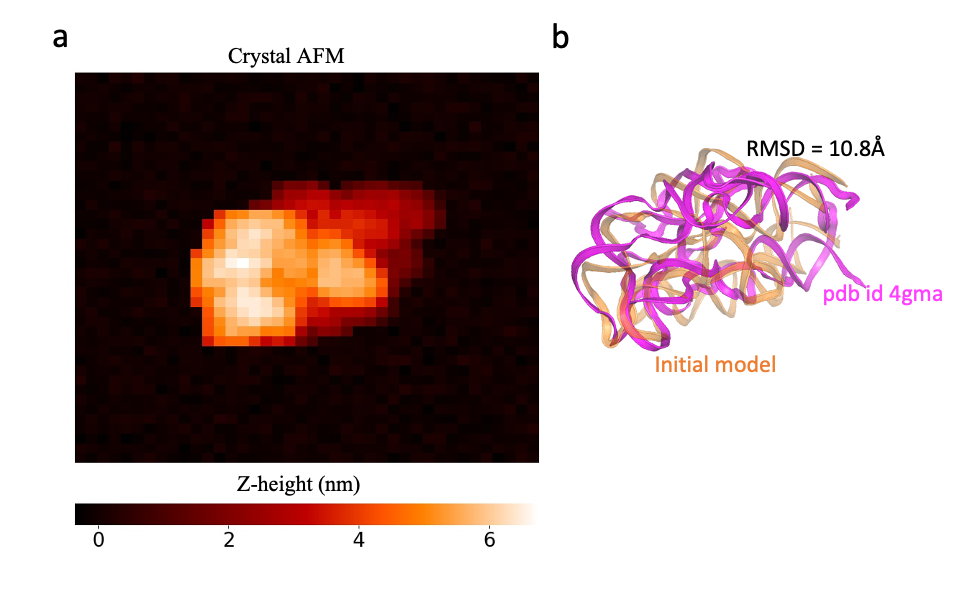 a
Crystal AFM
Z-height (nm)
0 2 4 6
b
RMSD = 10.8Å
pdb id 4gma
Initial model